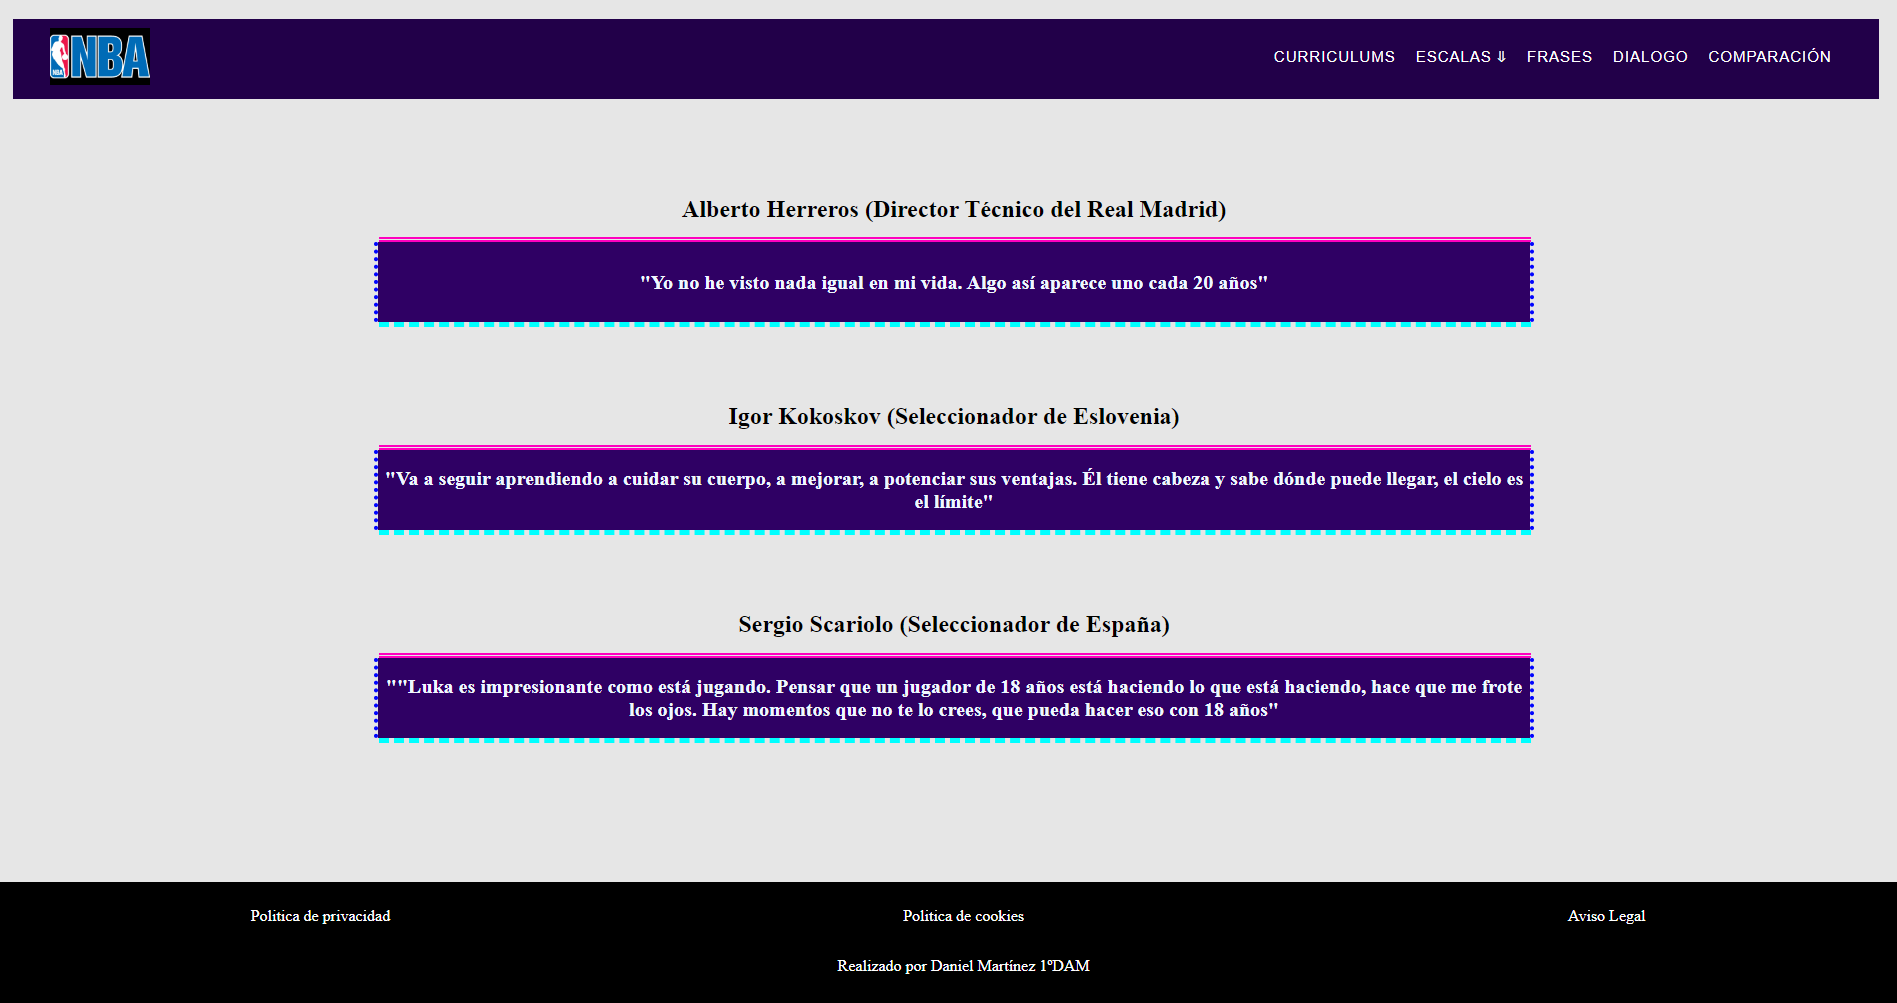 NBA NBA
CURRICULUMS ESCALAS ⇓ FRASES DIALOGO COMPARACIÓN
Alberto Herreros (Director Técnico del Real Madrid)
"Yo no he visto nada igual en mi vida. Algo así aparece uno cada 20 años"
Igor Kokoskov (Seleccionador de Eslovenia)
"Va a seguir aprendiendo a cuidar su cuerpo, a mejorar, a potenciar sus ventajas. Él tiene cabeza y sabe dónde puede llegar, el cielo es
el límite"
Sergio Scariolo (Seleccionador de España)
""Luka es impresionante como está jugando. Pensar que un jugador de 18 años está haciendo lo que está haciendo, hace que me frote
los ojos. Hay momentos que no te lo crees, que pueda hacer eso con 18 años"
Politica de privacidad Politica de cookies Aviso Legal
Realizado por Daniel Martínez 1ºDAM